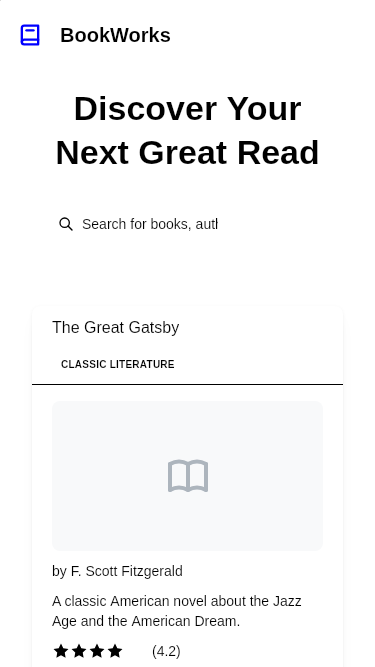 BookWorks
Discover Your
Next Great Read
Search for books, aut
The Great Gatsby
CLASSIC LITERATURE
by F. Scott Fitzgerald
A classic American novel about the Jazz
Age and the American Dream.
★★★★ (4.2)